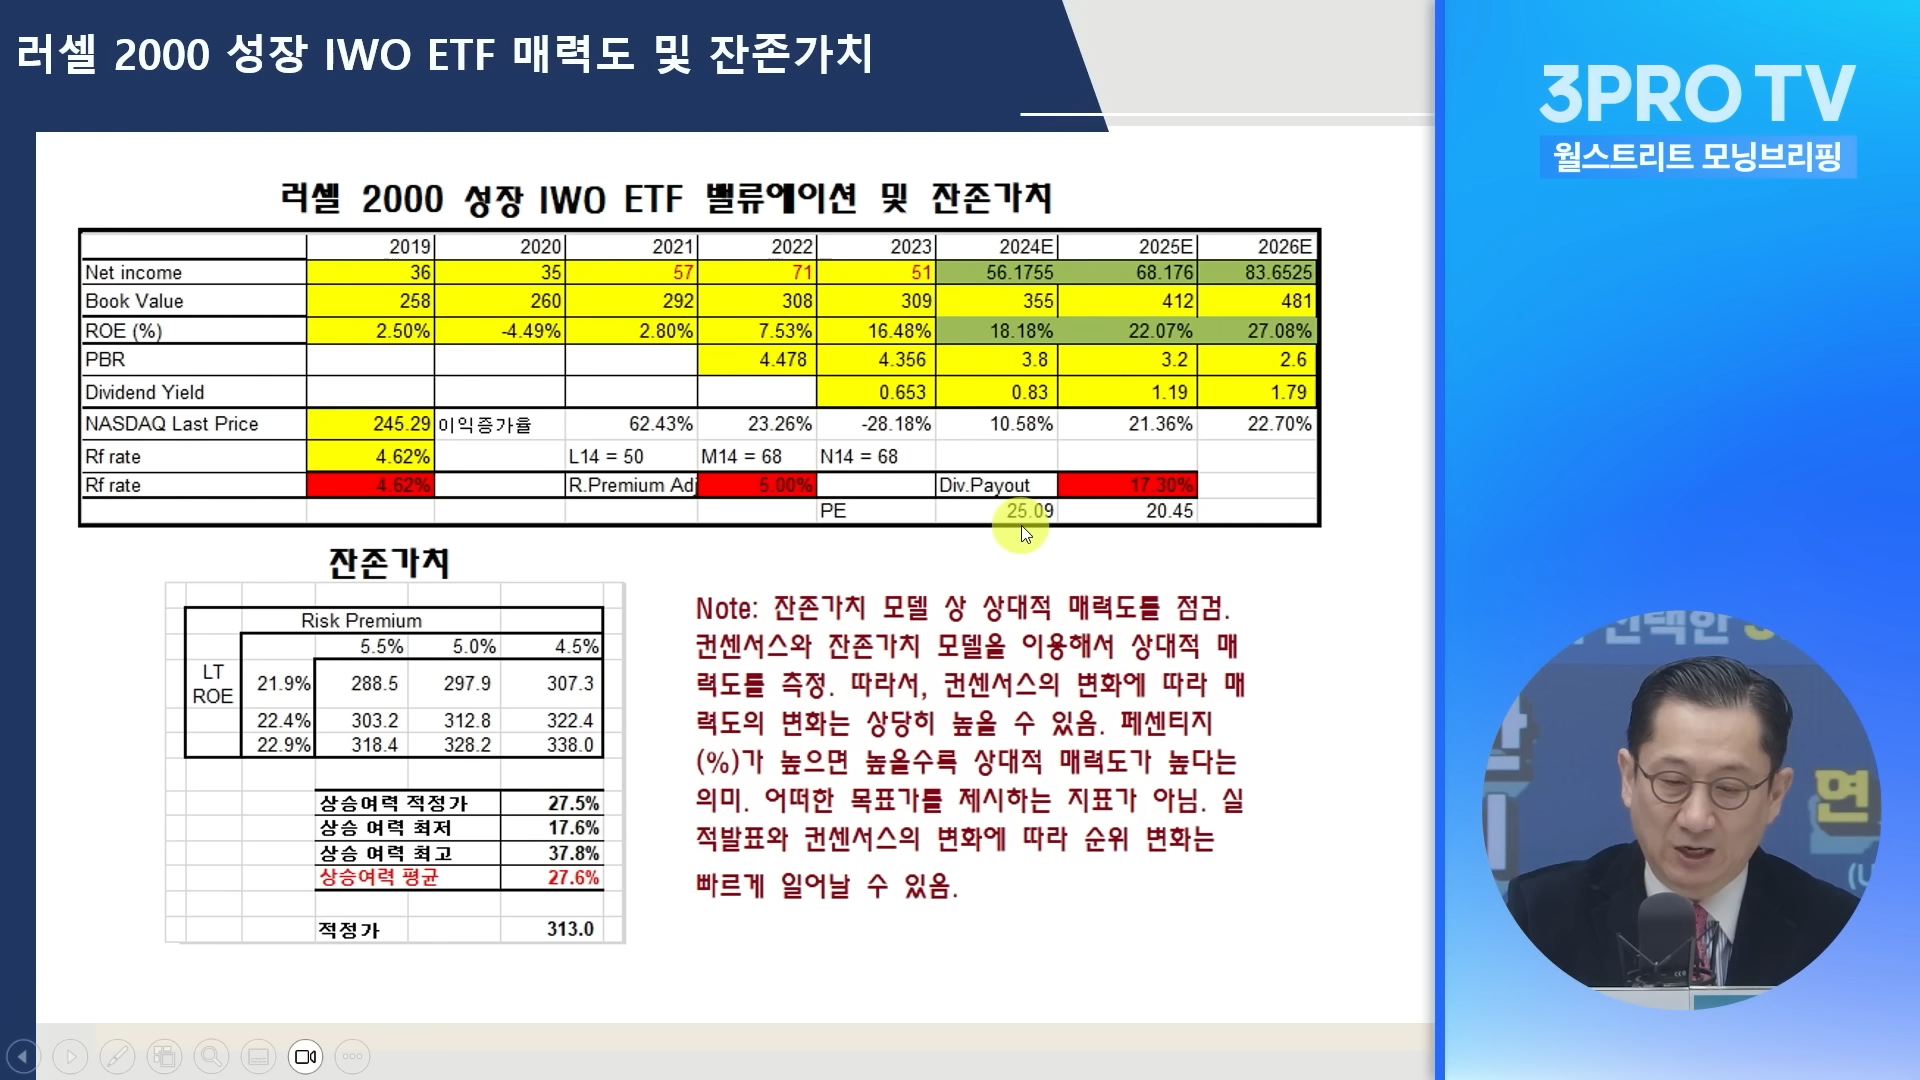 러셀 2000 성장 IWO ETF 매력도 및 잔존가치
3PRO TV
월스트리트 모닝브리핑
러셀 2000 성장 IWO ETF 밸류에이션 및 잔존가치
2019 2020 2021 2022 2023 2024E 2025E 2026E
Net income 36 35 57 71 51 56.1755 68.176 83.6525
Book Value 258 260 292 308 309 355 412 481
ROE (%) 2.50% -4.49% 2.80% 7.53% 16.48% 18.18% 22.07% 27.08%
PBR 4.478 4.356 3.8 3.2 2.6
Dividend Yield 0.653 0.83 1.19 1.79
NASDAQ Last Price 245.29 이익증가율 62.43% 23.26% -28.18% 10.58% 21.36% 22.70%
Rf rate 4.62% L14 = 50 M14 = 68 N14 = 68
Rf rate 4.62% R.Premium Adj 5.00% Div.Payout 17.30%
PE 25.09 20.45
잔존가치
Risk Premium
5.5% 5.0% 4.5%
LT ROE 21.9% 288.5 297.9 307.3
22.4% 303.2 312.8 322.4
22.9% 318.4 328.2 338.0
상승여력 적정가 27.5%
상승 여력 최저 17.6%
상승 여력 최고 37.8%
상승여력 평균 27.6%
적정가 313.0
Note: 잔존가치 모델 상 상대적 매력도를 점검.
컨센서스와 잔존가치 모델을 이용해서 상대적 매
력도를 측정. 따라서, 컨센서스의 변화에 따라 매
력도의 변화는 상당히 높을 수 있음. 페센티지
(%)가 높으면 높을수록 상대적 매력도가 높다는
의미. 어떠한 목표가를 제시하는 지표가 아님. 실
적발표와 컨센서스의 변화에 따라 순위 변화는
빠르게 일어날 수 있음.
연